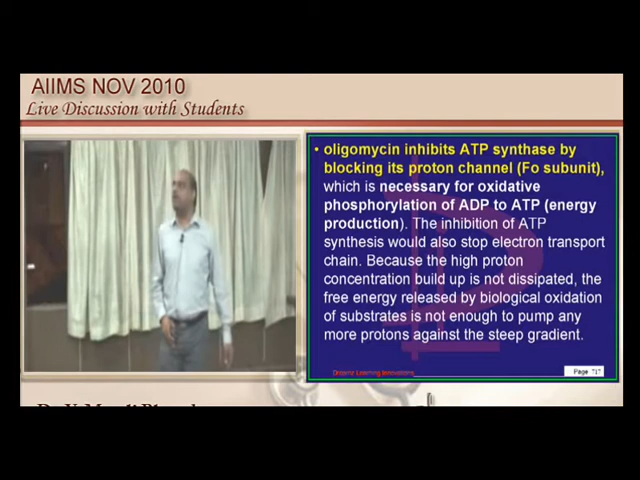 AIIMS NOV 2010
Live Discussion with Students
• oligomycin inhibits ATP synthase by
blocking its proton channel (Fo subunit),
which is necessary for oxidative
phosphorylation of ADP to ATP (energy
production). The inhibition of ATP
synthesis would also stop electron transport
chain. Because the high proton
concentration build up is not dissipated, the
free energy released by biological oxidation
of substrates is not enough to pump any
more protons against the steep gradient.
Learning Innovations
Page 717